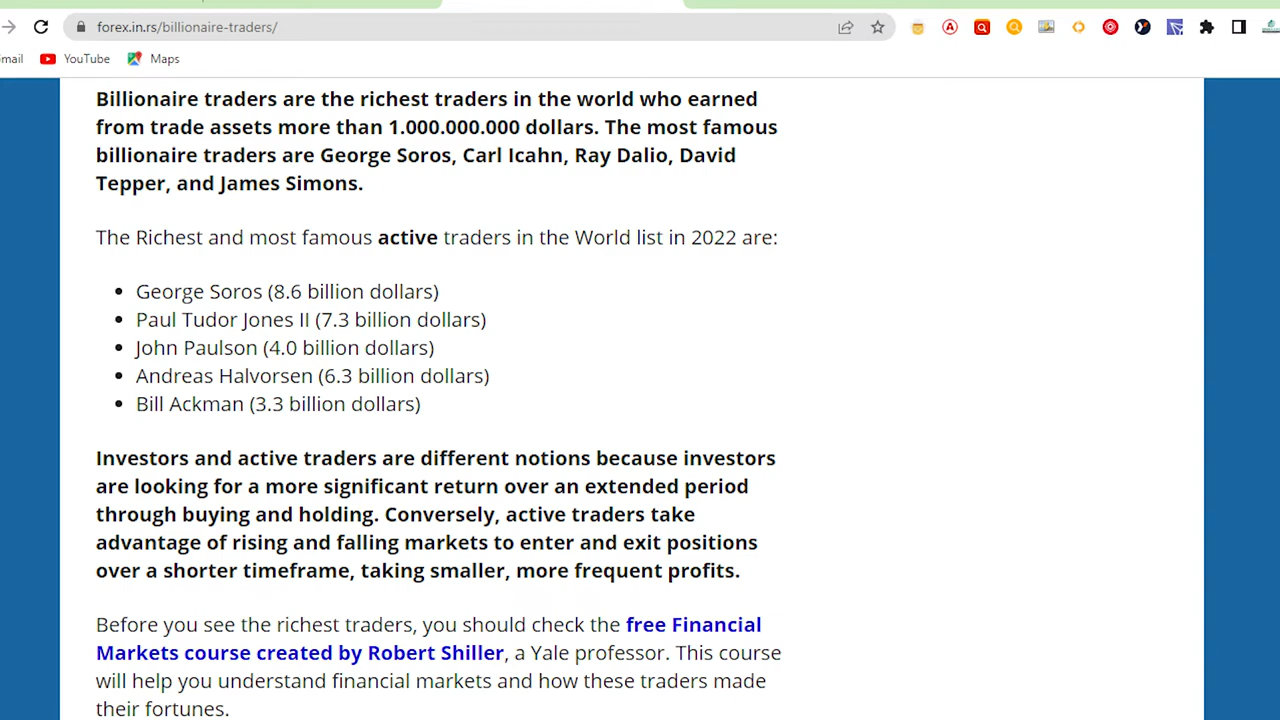 forex.in.rs/billionaire-traders/
mail YouTube Maps
Billionaire traders are the richest traders in the world who earned
from trade assets more than 1.000.000.000 dollars. The most famous
billionaire traders are George Soros, Carl Icahn, Ray Dalio, David
Tepper, and James Simons.
The Richest and most famous active traders in the World list in 2022 are:
George Soros (8.6 billion dollars)
Paul Tudor Jones II (7.3 billion dollars)
John Paulson (4.0 billion dollars)
Andreas Halvorsen (6.3 billion dollars)
Bill Ackman (3.3 billion dollars)
Investors and active traders are different notions because investors
are looking for a more significant return over an extended period
through buying and holding. Conversely, active traders take
advantage of rising and falling markets to enter and exit positions
over a shorter timeframe, taking smaller, more frequent profits.
Before you see the richest traders, you should check the free Financial
Markets course created by Robert Shiller, a Yale professor. This course
will help you understand financial markets and how these traders made
their fortunes.